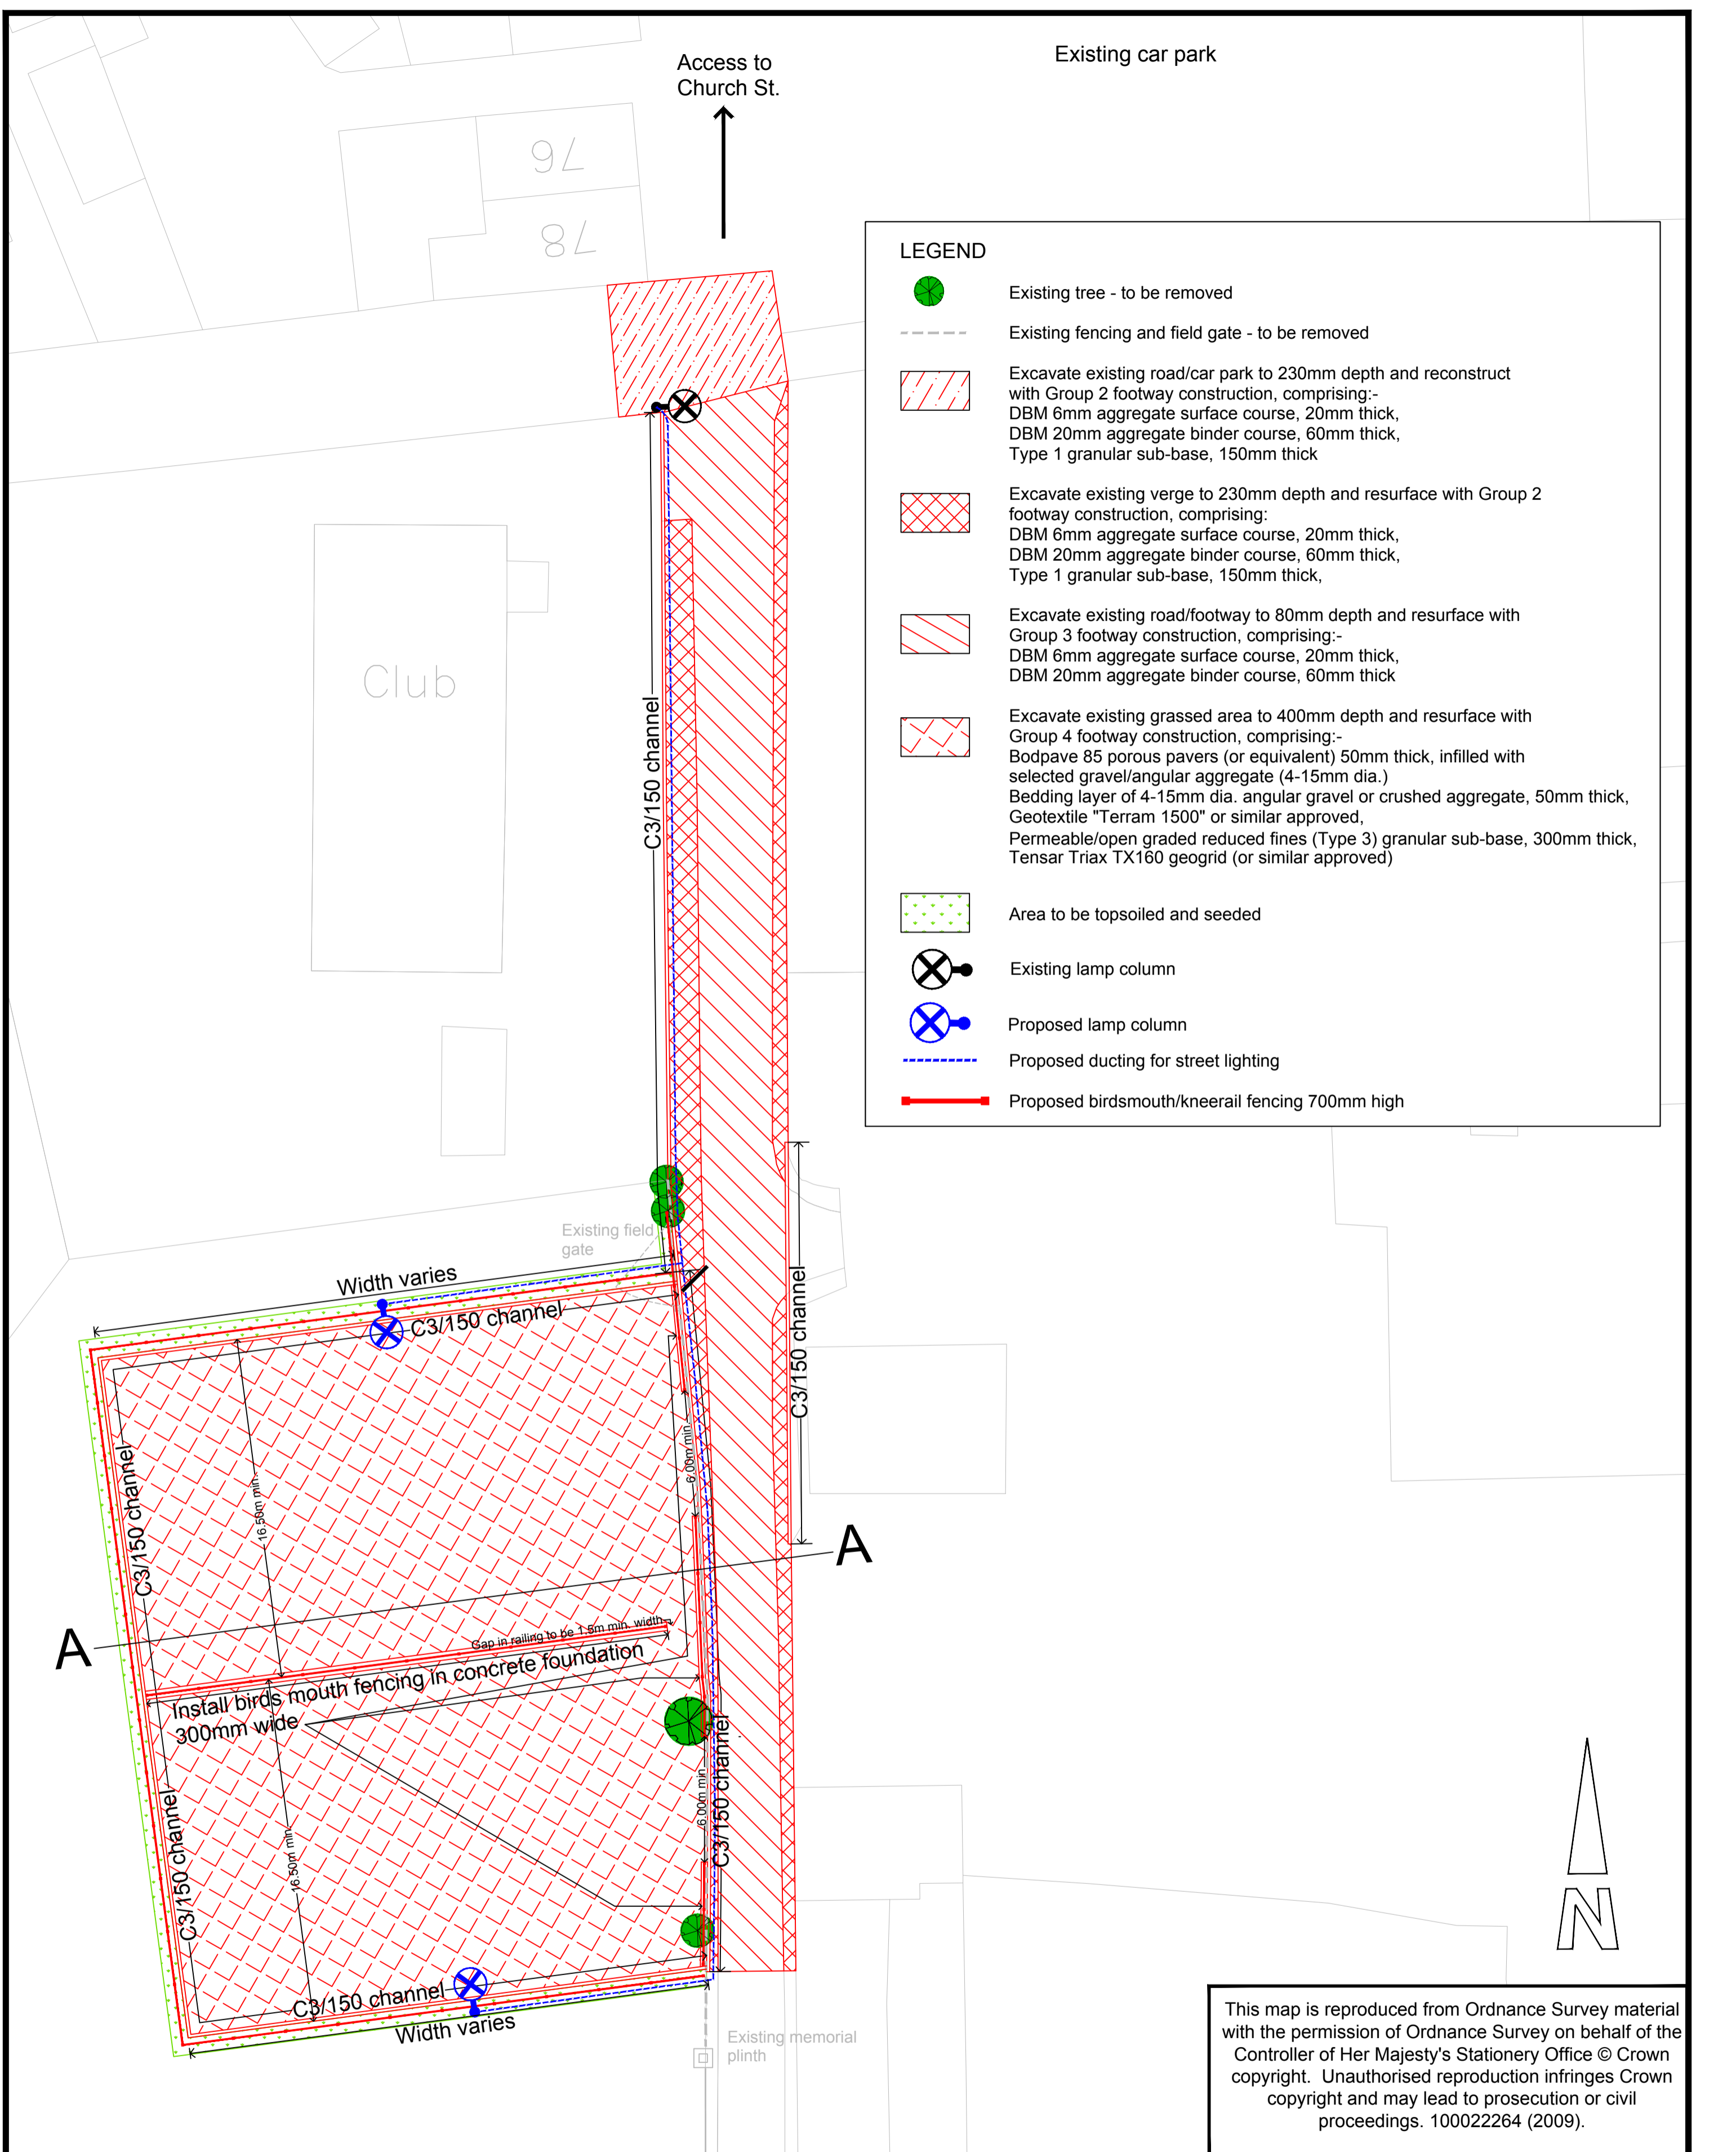 Access to
Church St.
Existing car park
76
78
LEGEND
Existing tree - to be removed
Existing fencing and field gate - to be removed
Excavate existing road/car park to 230mm depth and reconstruct
with Group 2 footway construction, comprising:-
DBM 6mm aggregate surface course, 20mm thick,
DBM 20mm aggregate binder course, 60mm thick,
Type 1 granular sub-base, 150mm thick
Excavate existing verge to 230mm depth and resurface with Group 2
footway construction, comprising:
DBM 6mm aggregate surface course, 20mm thick,
DBM 20mm aggregate binder course, 60mm thick,
Type 1 granular sub-base, 150mm thick,
Excavate existing road/footway to 80mm depth and resurface with
Group 3 footway construction, comprising:-
DBM 6mm aggregate surface course, 20mm thick,
DBM 20mm aggregate binder course, 60mm thick
Excavate existing grassed area to 400mm depth and resurface with
Group 4 footway construction, comprising:-
Bodpave 85 porous pavers (or equivalent) 50mm thick, infilled with
selected gravel/angular aggregate (4-15mm dia.)
Bedding layer of 4-15mm dia. angular gravel or crushed aggregate, 50mm thick,
Geotextile "Terram 1500" or similar approved,
Permeable/open graded reduced fines (Type 3) granular sub-base, 300mm thick,
Tensar Triax TX160 geogrid (or similar approved)
Area to be topsoiled and seeded
Existing lamp column
Proposed lamp column
Proposed ducting for street lighting
Proposed birdsmouth/kneerail fencing 700mm high
Club
C3/150 channel
Existing field
gate
Width varies
C3/150 channel
C3/150 channel
C3/150 channel
16.50m min.
6.00m min.
A
A
Gap in railing to be 1.5m min. width
Install birds mouth fencing in concrete foundation
300mm wide
C3/150 channel
16.50m min.
6.00m min.
C3/150 channel
C3/150 channel
Width varies
Existing memorial
plinth
N
This map is reproduced from Ordnance Survey material
with the permission of Ordnance Survey on behalf of the
Controller of Her Majesty's Stationery Office © Crown
copyright. Unauthorised reproduction infringes Crown
copyright and may lead to prosecution or civil
proceedings. 100022264 (2009).